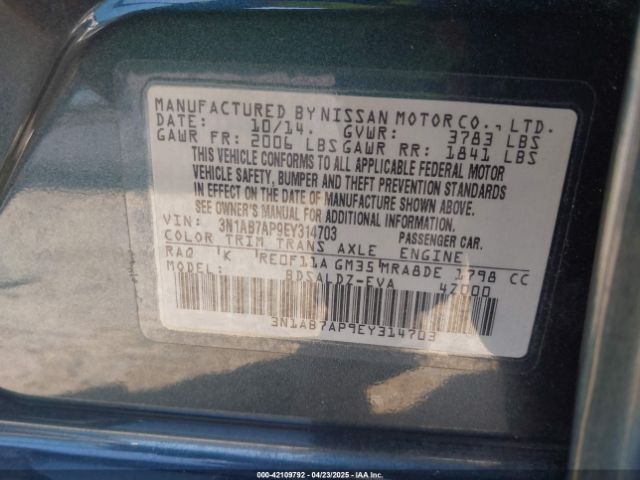 MANUFACTURED BY NISSAN MOTOR CO., LTD.
DATE: 10/14. GVWR: 3783 LBS
GAWR FR: 2006 LBS GAWR RR: 1841 LBS
THIS VEHICLE CONFORMS TO ALL APPLICABLE FEDERAL MOTOR
VEHICLE SAFETY, BUMPER AND THEFT PREVENTION STANDARDS
IN EFFECT ON THE DATE OF MANUFACTURE SHOWN ABOVE.
SEE OWNER'S MANUAL FOR ADDITIONAL INFORMATION.
VIN: 3N1AB7AP9EY314703 PASSENGER CAR.
COLOR TRIM TRANS AXLE ENGINE
RAQ K RE0F11A GM35 MRA8DE 1798 CC
BDSALDZ-EVA 42000
3N1AB7AP9EY314703
000-42109792 - 04/23/2025 - IAAI.COM